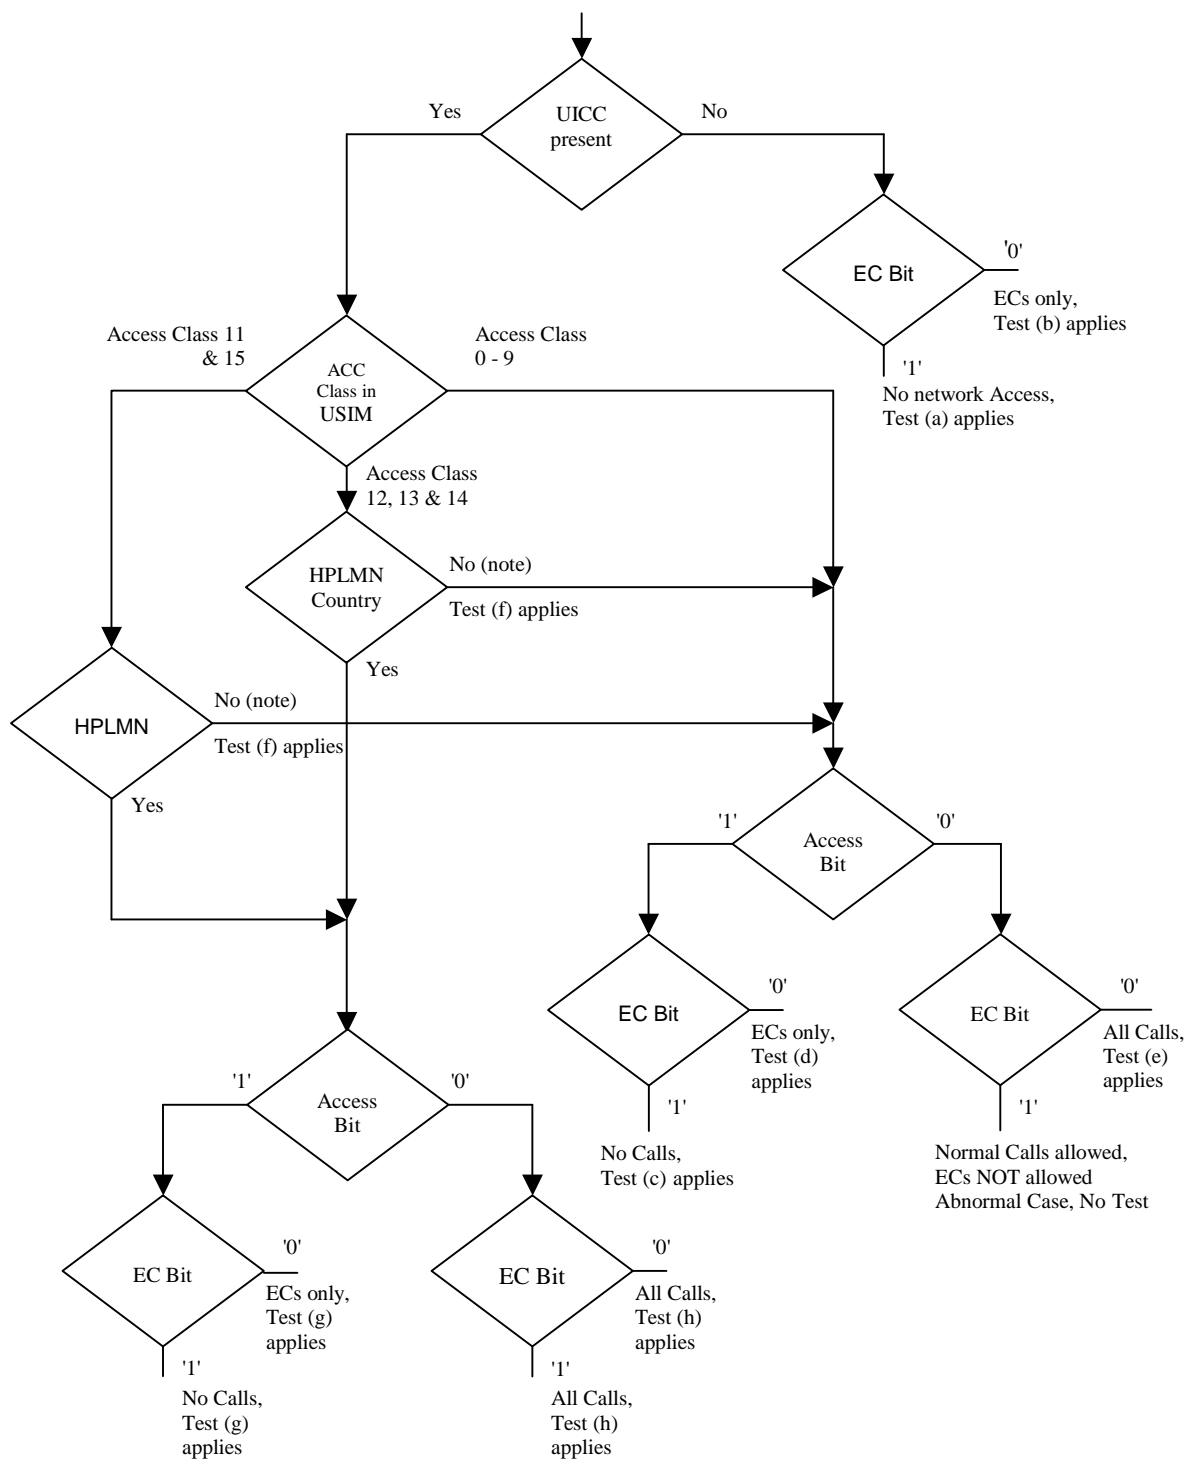 Yes
UICC
present
No
EC Bit
'0'
ECs only,
Test (b) applies
'1'
No network Access,
Test (a) applies
Access Class 11
& 15
Access Class
0 - 9
ACC
Class in
USIM
Access Class
12, 13 & 14
HPLMN
Country
No (note)
Test (f) applies
Yes
HPLMN
No (note)
Test (f) applies
Yes
'1'
Access
Bit
'0'
EC Bit
'0'
ECs only,
Test (d)
applies
'1'
No Calls,
Test (c) applies
EC Bit
'0'
All Calls,
Test (e)
applies
'1'
Normal Calls allowed,
ECs NOT allowed
Abnormal Case, No Test
'1'
Access
Bit
'0'
EC Bit
'0'
ECs only,
Test (g)
applies
'1'
No Calls,
Test (g)
applies
EC Bit
'0'
All Calls,
Test (h)
applies
'1'
All Calls,
Test (h)
applies